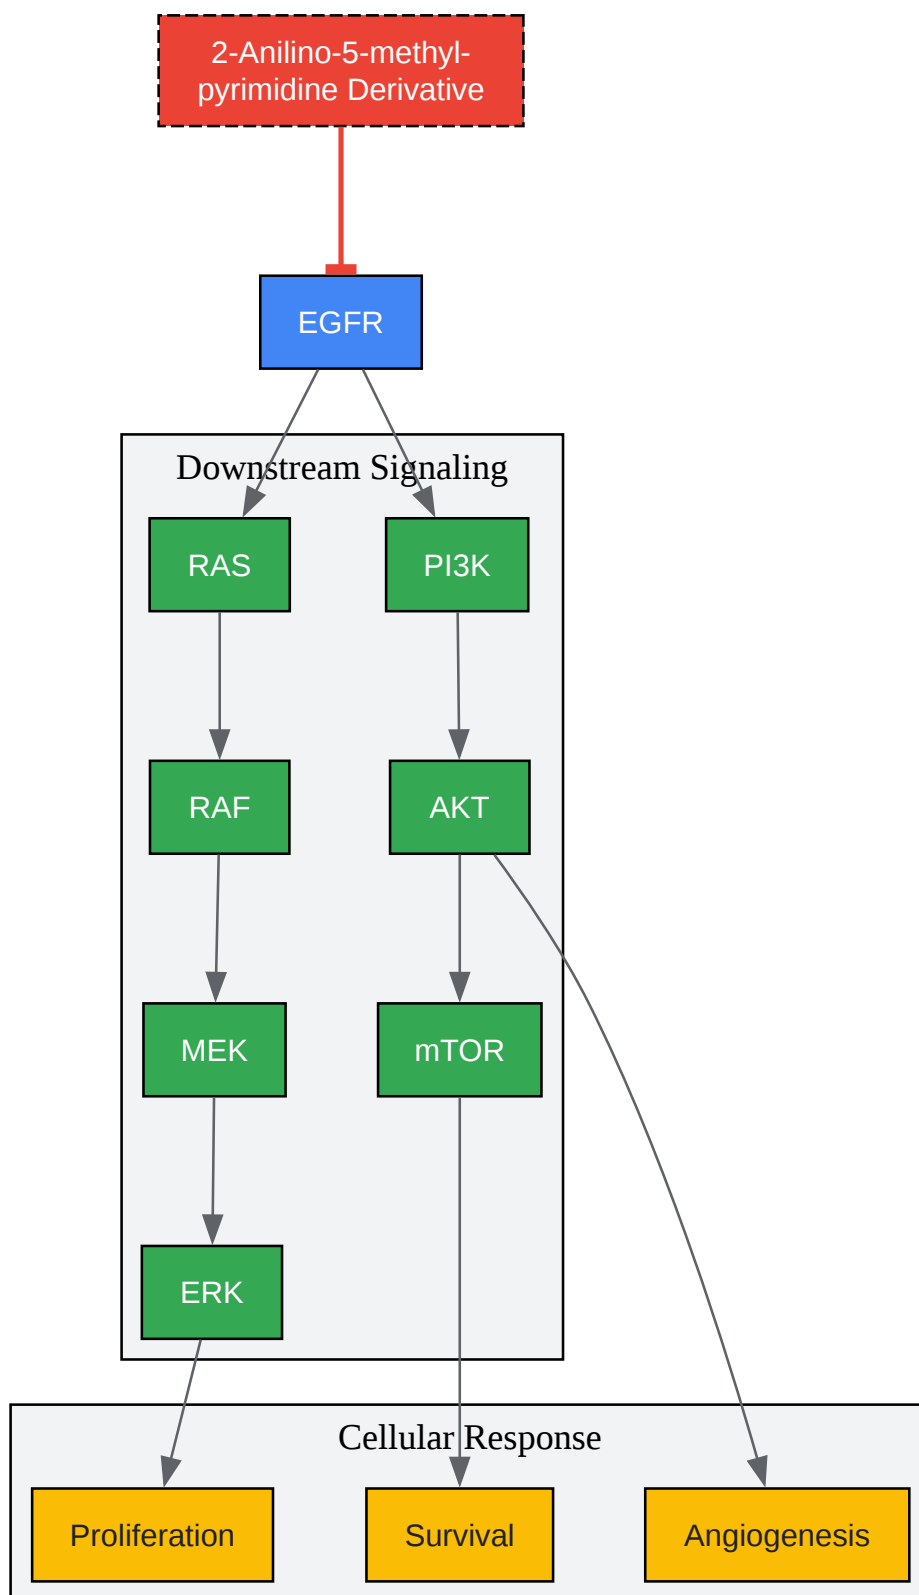 2-Anilino-5-methyl-
pyrimidine Derivative
EGFR
Downstream Signaling
RAS
PI3K
RAF
AKT
MEK
mTOR
ERK
Cellular Response
Proliferation
Survival
Angiogenesis